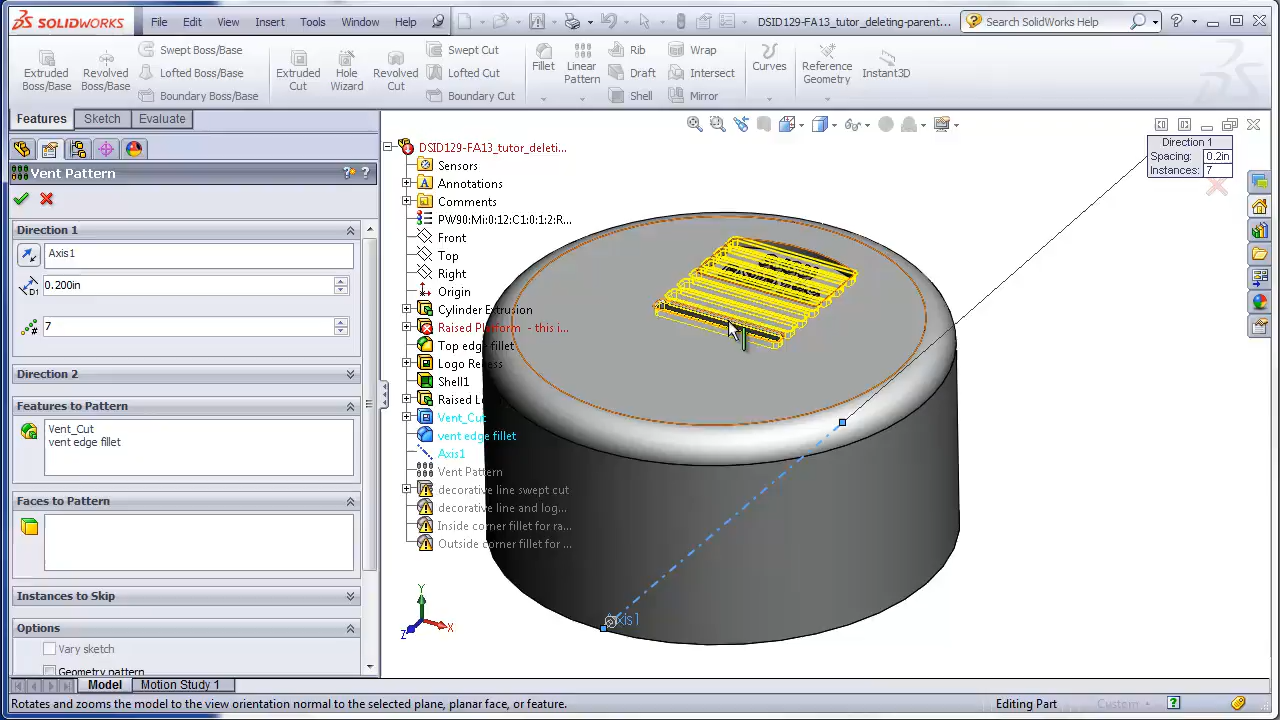 SOLIDWORKS File Edit View Insert Tools Window Help DSID129-FA13_tutor_deleting-parent... Search SolidWorks Help
Extruded Boss/Base
Revolved Boss/Base
Swept Boss/Base
Lofted Boss/Base
Boundary Boss/Base
Extruded Cut
Hole Wizard
Revolved Cut
Swept Cut
Lofted Cut
Boundary Cut
Fillet
Linear Pattern
Rib
Draft
Shell
Wrap
Intersect
Mirror
Curves
Reference Geometry
Instant3D
Features Sketch Evaluate
Vent Pattern
Direction 1
Axis1
0.200in
7
Direction 2
Features to Pattern
Vent_Cut
vent edge fillet
Faces to Pattern
Instances to Skip
Options
Vary sketch
Geometry pattern
DSID129-FA13_tutor_deleti...
Sensors
Annotations
Comments
PW90:Mi:0:12:C1:0:1:2:R...
Front
Top
Right
Origin
Cylinder Extrusion
Raised Platform - this i...
Top edge fillet
Logo Recess
Shell1
Raised L
Vent_Cut
vent edge fillet
Axis1
Vent Pattern
decorative line swept cut
decorative line and log...
Inside corner fillet for ra...
Outside corner fillet for ...
Direction 1
Spacing: 0.2in
Instances: 7
Axis1
Y
X
Z
Model Motion Study 1
Rotates and zooms the model to the view orientation normal to the selected plane, planar face, or feature. Editing Part Custom